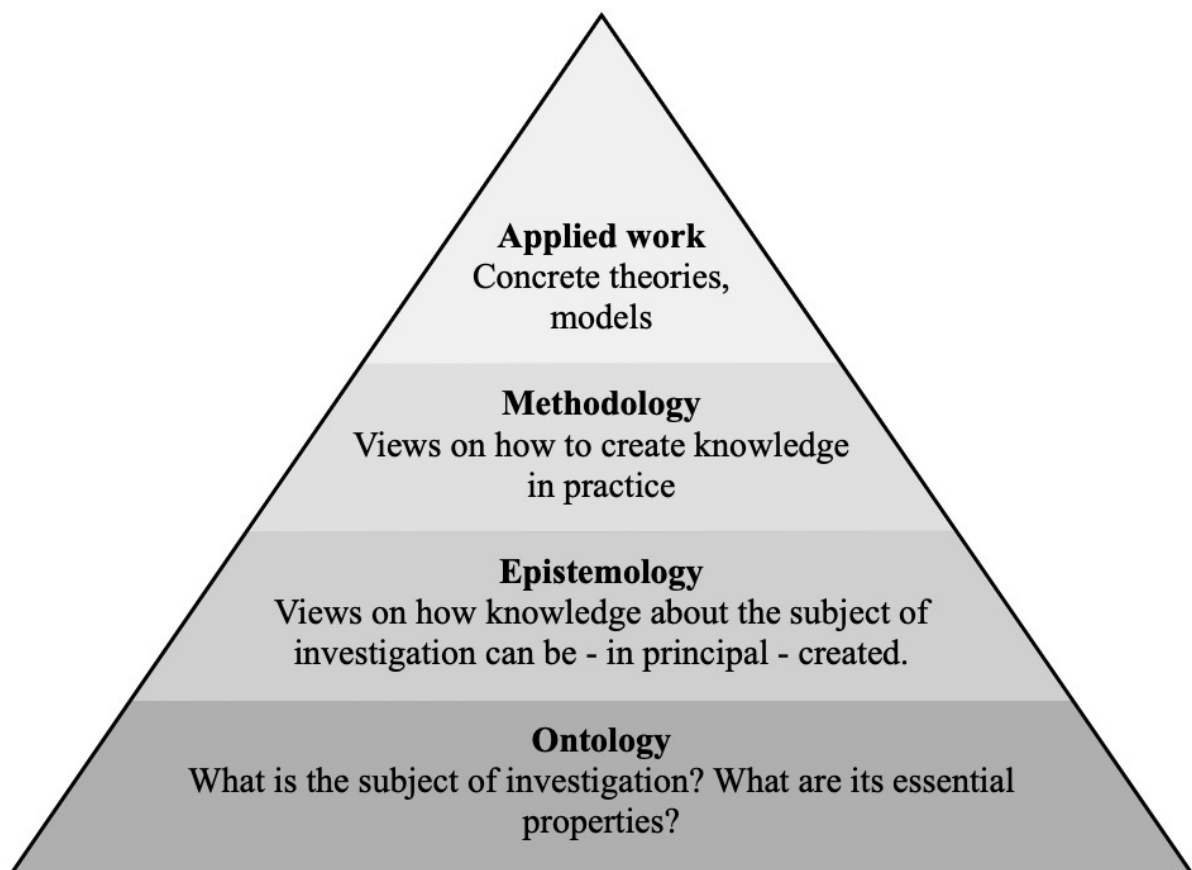 Applied work
Concrete theories,
models
Methodology
Views on how to create knowledge
in practice
Epistemology
Views on how knowledge about the subject of
investigation can be - in principal - created.
Ontology
What is the subject of investigation? What are its essential
properties?